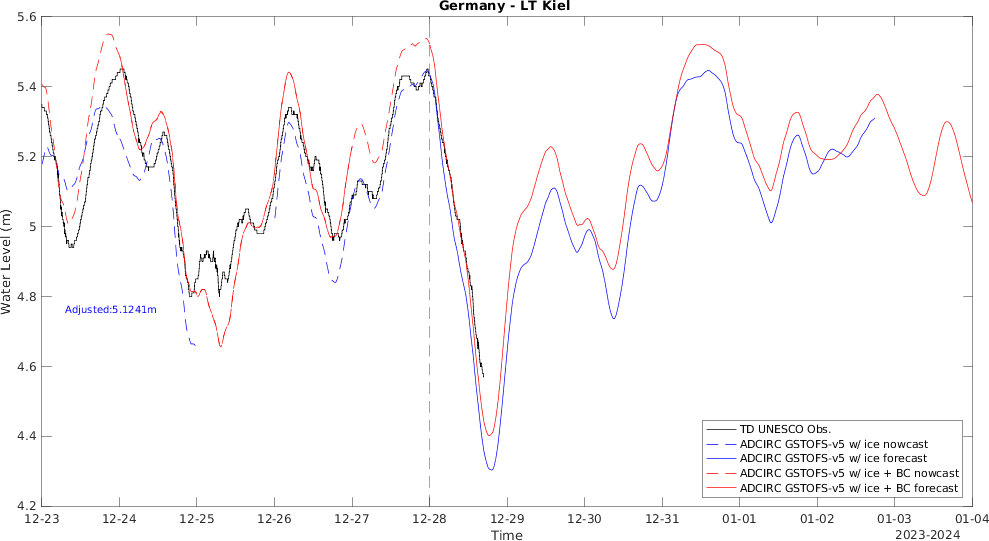 Germany - LT Kiel
Water Level (m)
5.6
5.4
5.2
5
4.8
4.6
4.4
4.2
Adjusted:5.1241m
TD UNESCO Obs.
ADCIRC GSTOFS-v5 w/ ice nowcast
ADCIRC GSTOFS-v5 w/ ice forecast
ADCIRC GSTOFS-v5 w/ ice + BC nowcast
ADCIRC GSTOFS-v5 w/ ice + BC forecast
12-23 12-24 12-25 12-26 12-27 12-28 12-29 12-30 12-31 01-01 01-02 01-03 01-04
Time
2023-2024